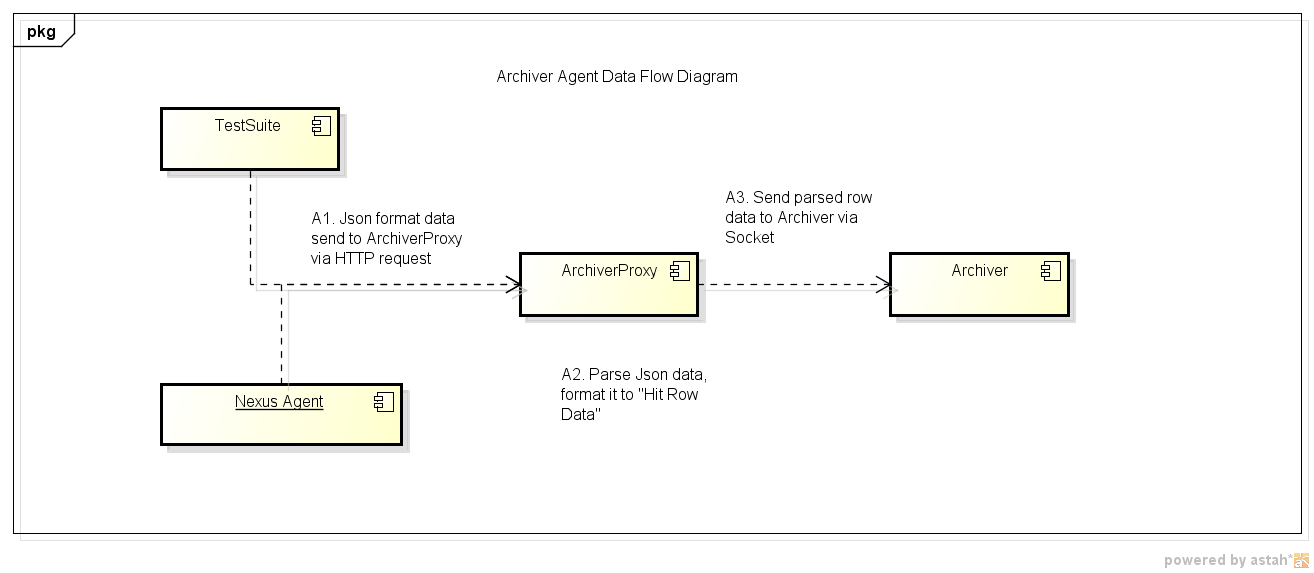 pkg
Archiver Agent Data Flow Diagram
TestSuite
A1. Json format data
send to ArchiverProxy
via HTTP request
A3. Send parsed row
data to Archiver via
Socket
ArchiverProxy
Archiver
A2. Parse Json data,
format it to "Hit Row
Data"
Nexus Agent
powered by astah*